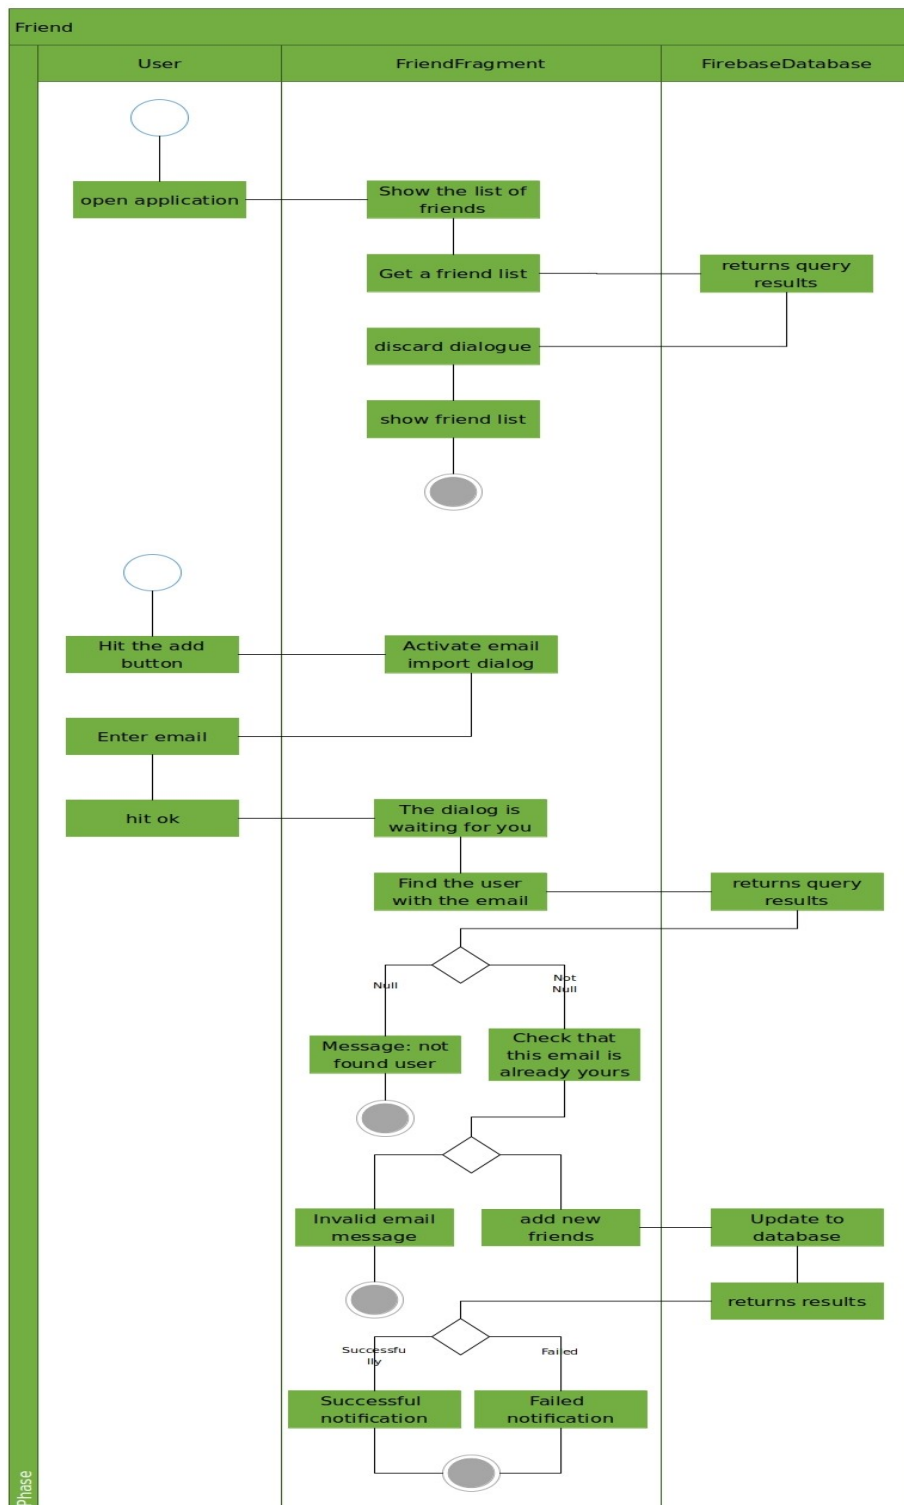 Friend
User
FriendFragment
FirebaseDatabase
open application
Show the list of
friends
Get a friend list
returns query
results
discard dialogue
show friend list
Hit the add
button
Activate email
import dialog
Enter email
hit ok
The dialog is
waiting for you
Find the user
with the email
returns query
results
Null
Not
Null
Message: not
found user
Check that
this email is
already yours
Invalid email
message
add new
friends
Update to
database
returns results
Successfu
lly
Failed
Successful
notification
Failed
notification
Phase